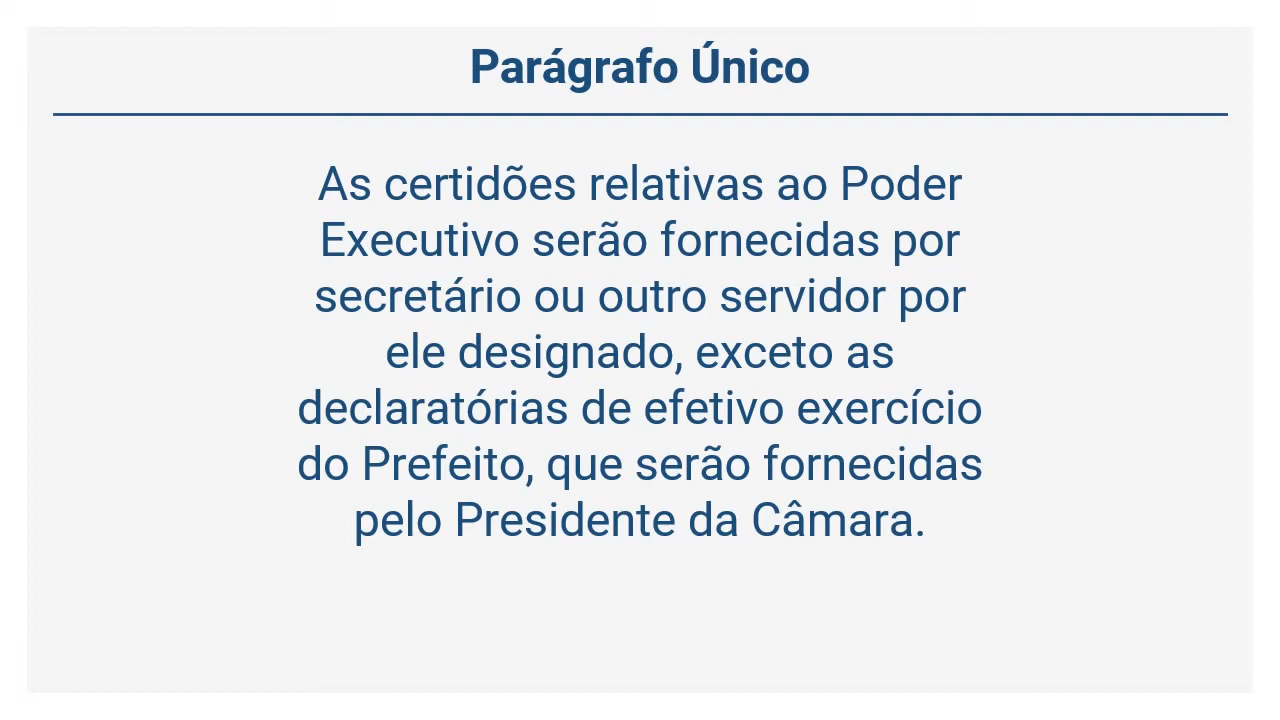 Parágrafo Único
As certidões relativas ao Poder
Executivo serão fornecidas por
secretário ou outro servidor por
ele designado, exceto as
declaratórias de efetivo exercício
do Prefeito, que serão fornecidas
pelo Presidente da Câmara.